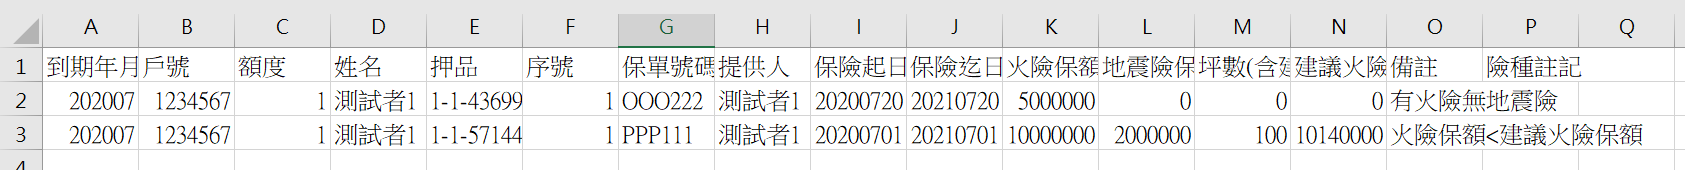 A B C D E F G H I J K L M N O P Q
1 到期年月 戶號 額度 姓名 押品 序號 保單號碼 提供人 保險起日 保險迄日 火險保額 地震險保 坪數(含 建議火險 備註 險種註記
2 202007 1234567 1 測試者1 1-1-43699 1 OOO222 測試者1 20200720 20210720 5000000 0 0 0 有火險無地震險
3 202007 1234567 1 測試者1 1-1-57144 1 PPP111 測試者1 20200701 20210701 10000000 2000000 100 10140000 火險保額<建議火險保額
4